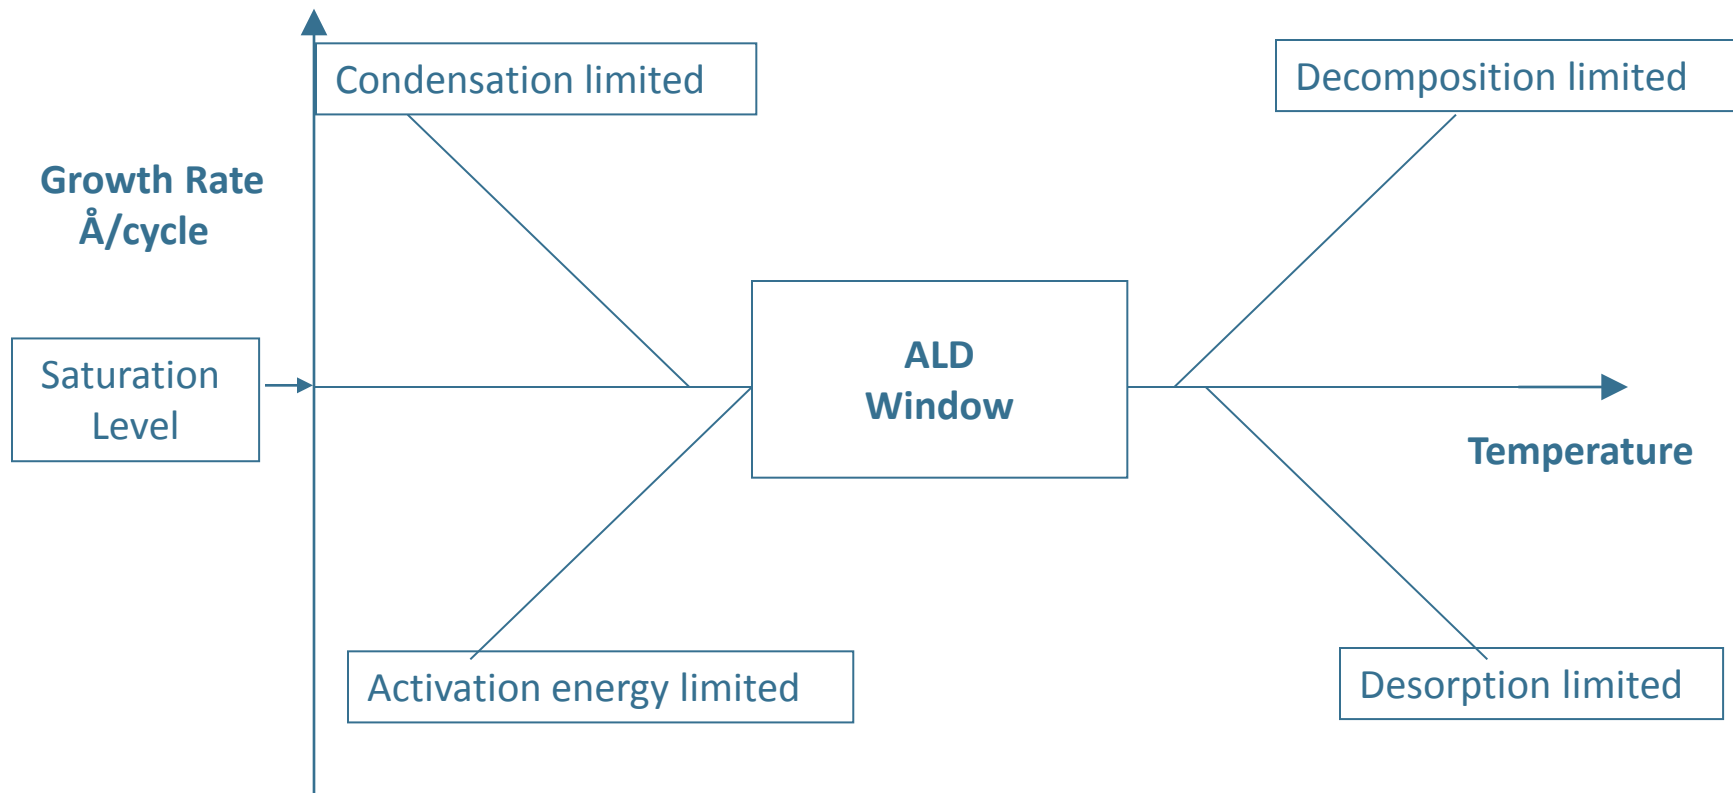 Condensation limited
Decomposition limited
Growth Rate
Å/cycle
Saturation
Level
ALD
Window
Temperature
Activation energy limited
Desorption limited